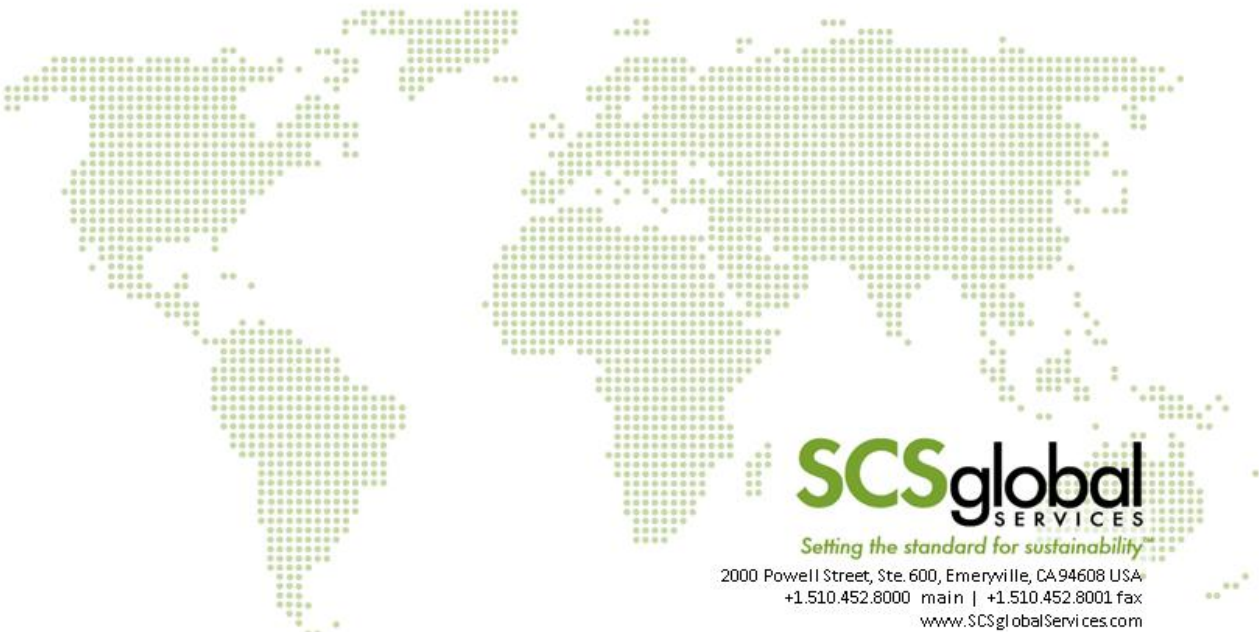 SCSglobal
SERVICES
Setting the standard for sustainability™
2000 Powell Street, Ste. 600, Emeryville, CA 94608 USA
+1.510.452.8000 main | +1.510.452.8001 fax
www.SCSglobalServices.com